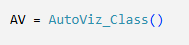 AV = AutoViz_Class()